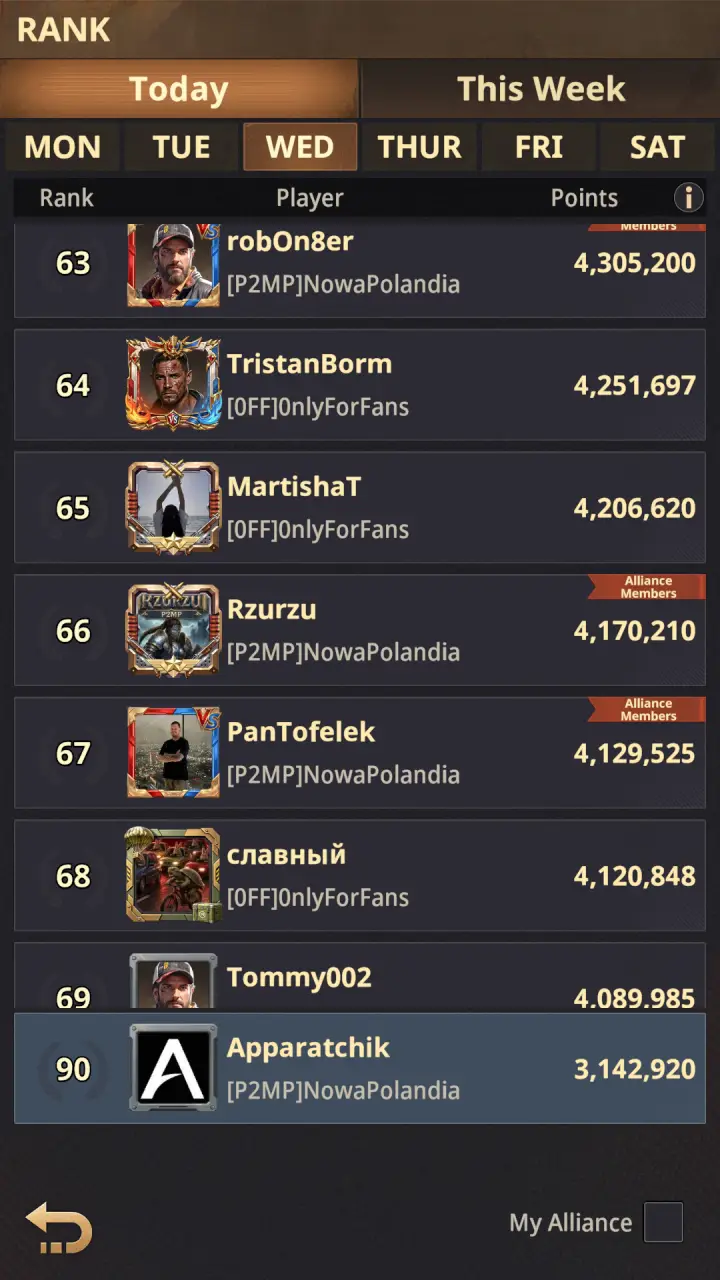 RANK
Today
This Week
MON TUE WED THUR FRI SAT
Rank Player Points
Members
63 robOn8er 4,305,200
[P2MP]NowaPolandia
64 TristanBorm 4,251,697
[0FF]0nlyForFans
65 MartishaT 4,206,620
[0FF]0nlyForFans
Alliance
Members
66 Rzurzu 4,170,210
[P2MP]NowaPolandia
Alliance
Members
67 PanTofelek 4,129,525
[P2MP]NowaPolandia
68 славный 4,120,848
[0FF]0nlyForFans
69 Tommy002 4,089,985
90 Apparatchik 3,142,920
[P2MP]NowaPolandia
My Alliance